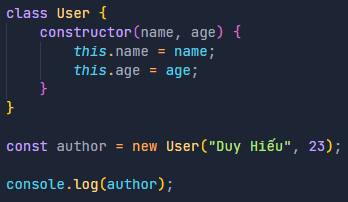 class User {
    constructor(name, age) {
        this.name = name;
        this.age = age;
    }
}

const author = new User("Duy Hiếu", 23);

console.log(author);